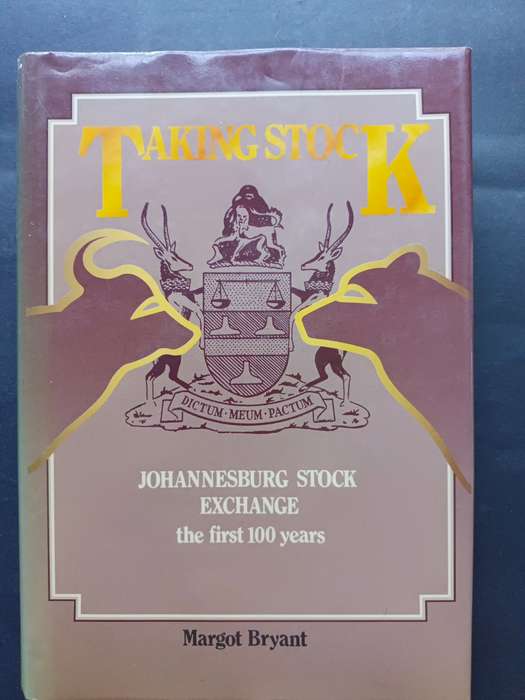 TAKING STOCK
DICTUM · MEUM · PACTUM
JOHANNESBURG STOCK
EXCHANGE
the first 100 years
Margot Bryant